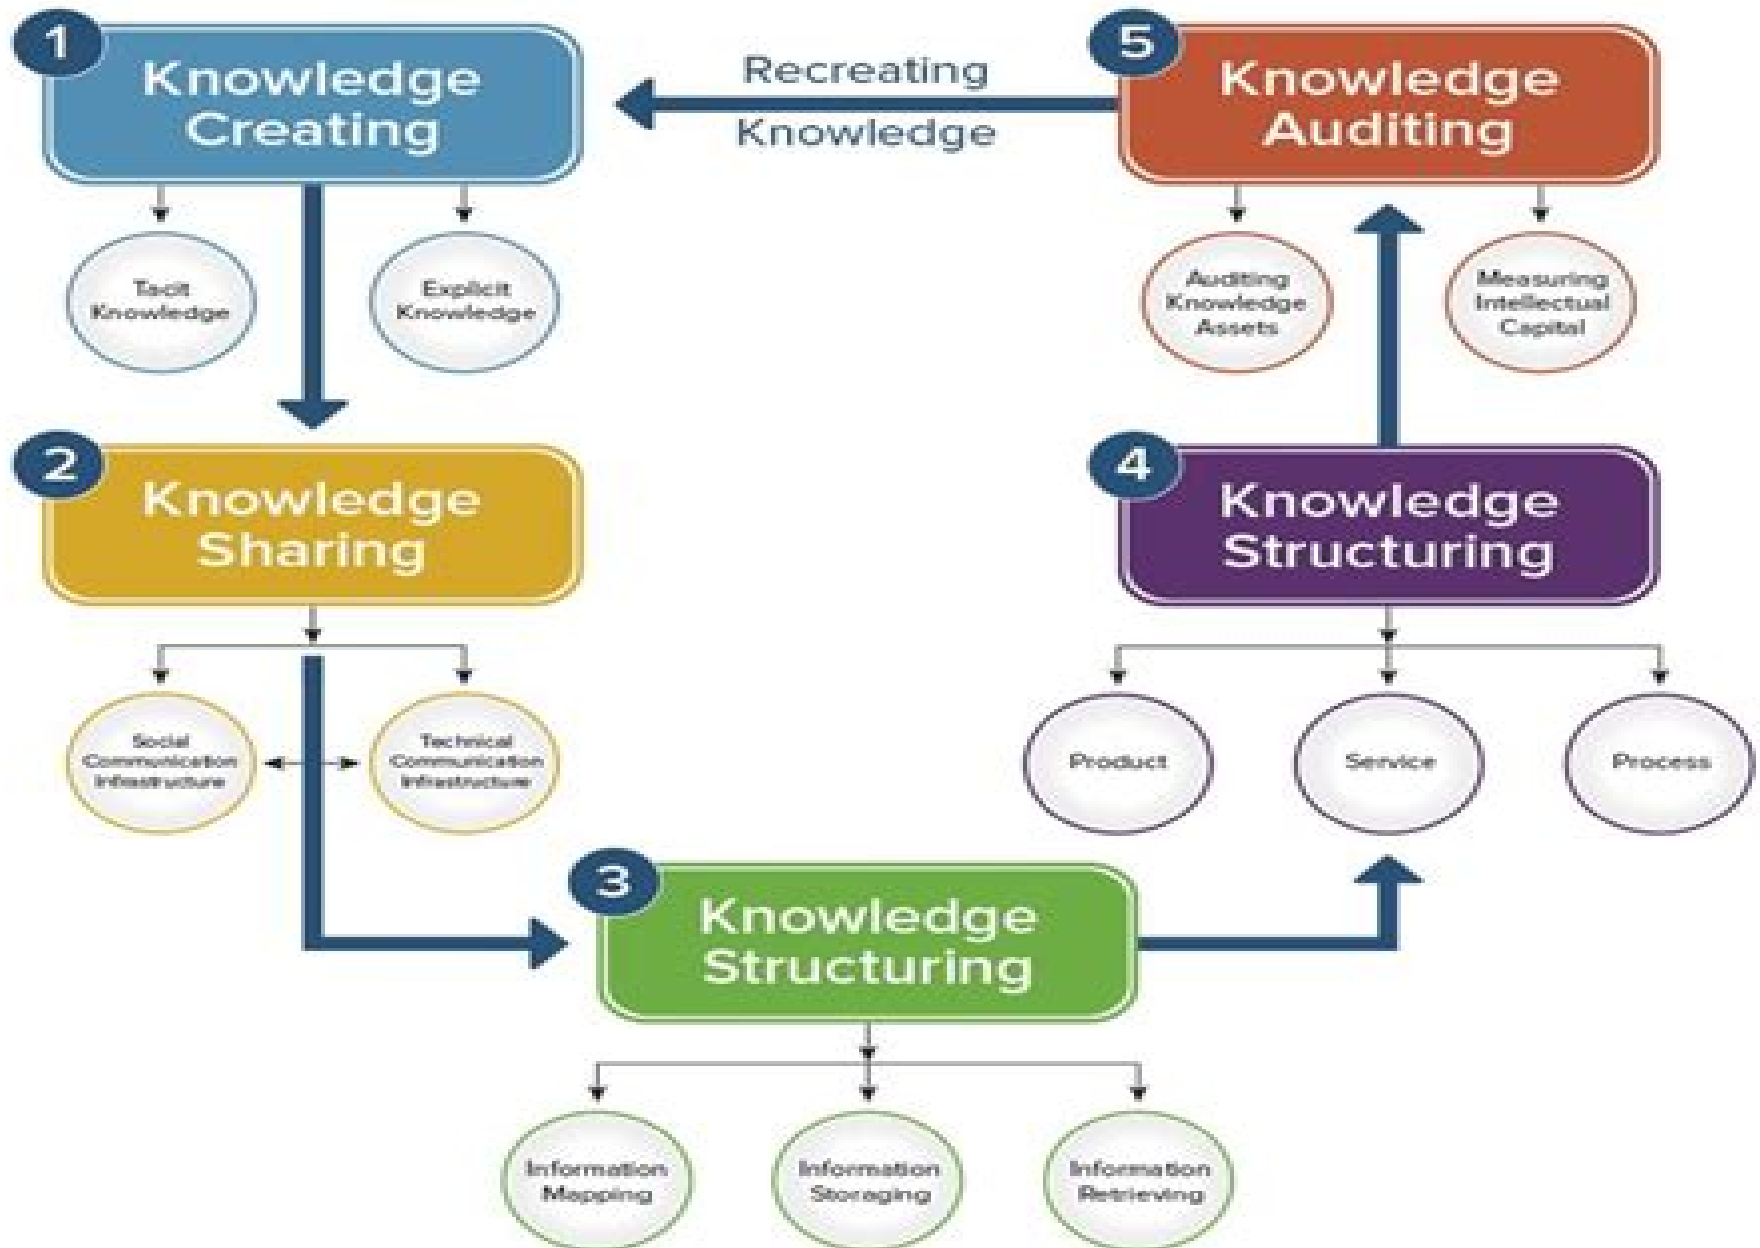 1
Knowledge
Creating
Tacit
Knowledge
Explicit
Knowledge
2
Knowledge
Sharing
Social
Communication
Infrastructure
Technical
Communication
Infrastructure
3
Knowledge
Structuring
Information
Mapping
Information
Storaging
Information
Retrieving
4
Knowledge
Structuring
Product
Service
Process
5
Knowledge
Auditing
Auditing
Knowledge
Assets
Measuring
Intellectual
Capital
Recreating
Knowledge